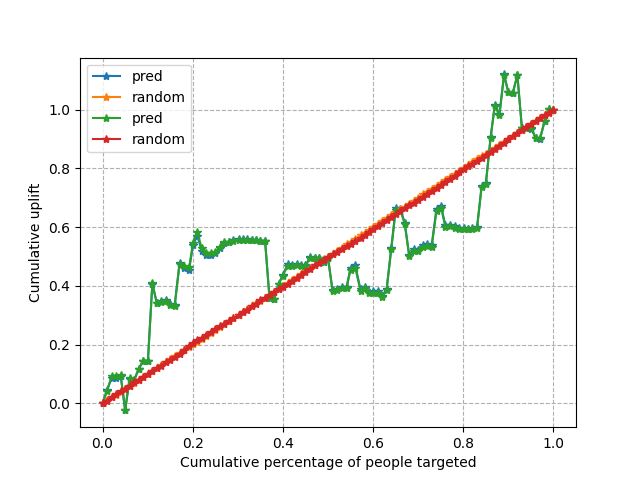 pred
random
pred
random
1.0
0.8
0.6
0.4
0.2
0.0
Cumulative uplift
0.0 0.2 0.4 0.6 0.8 1.0
Cumulative percentage of people targeted